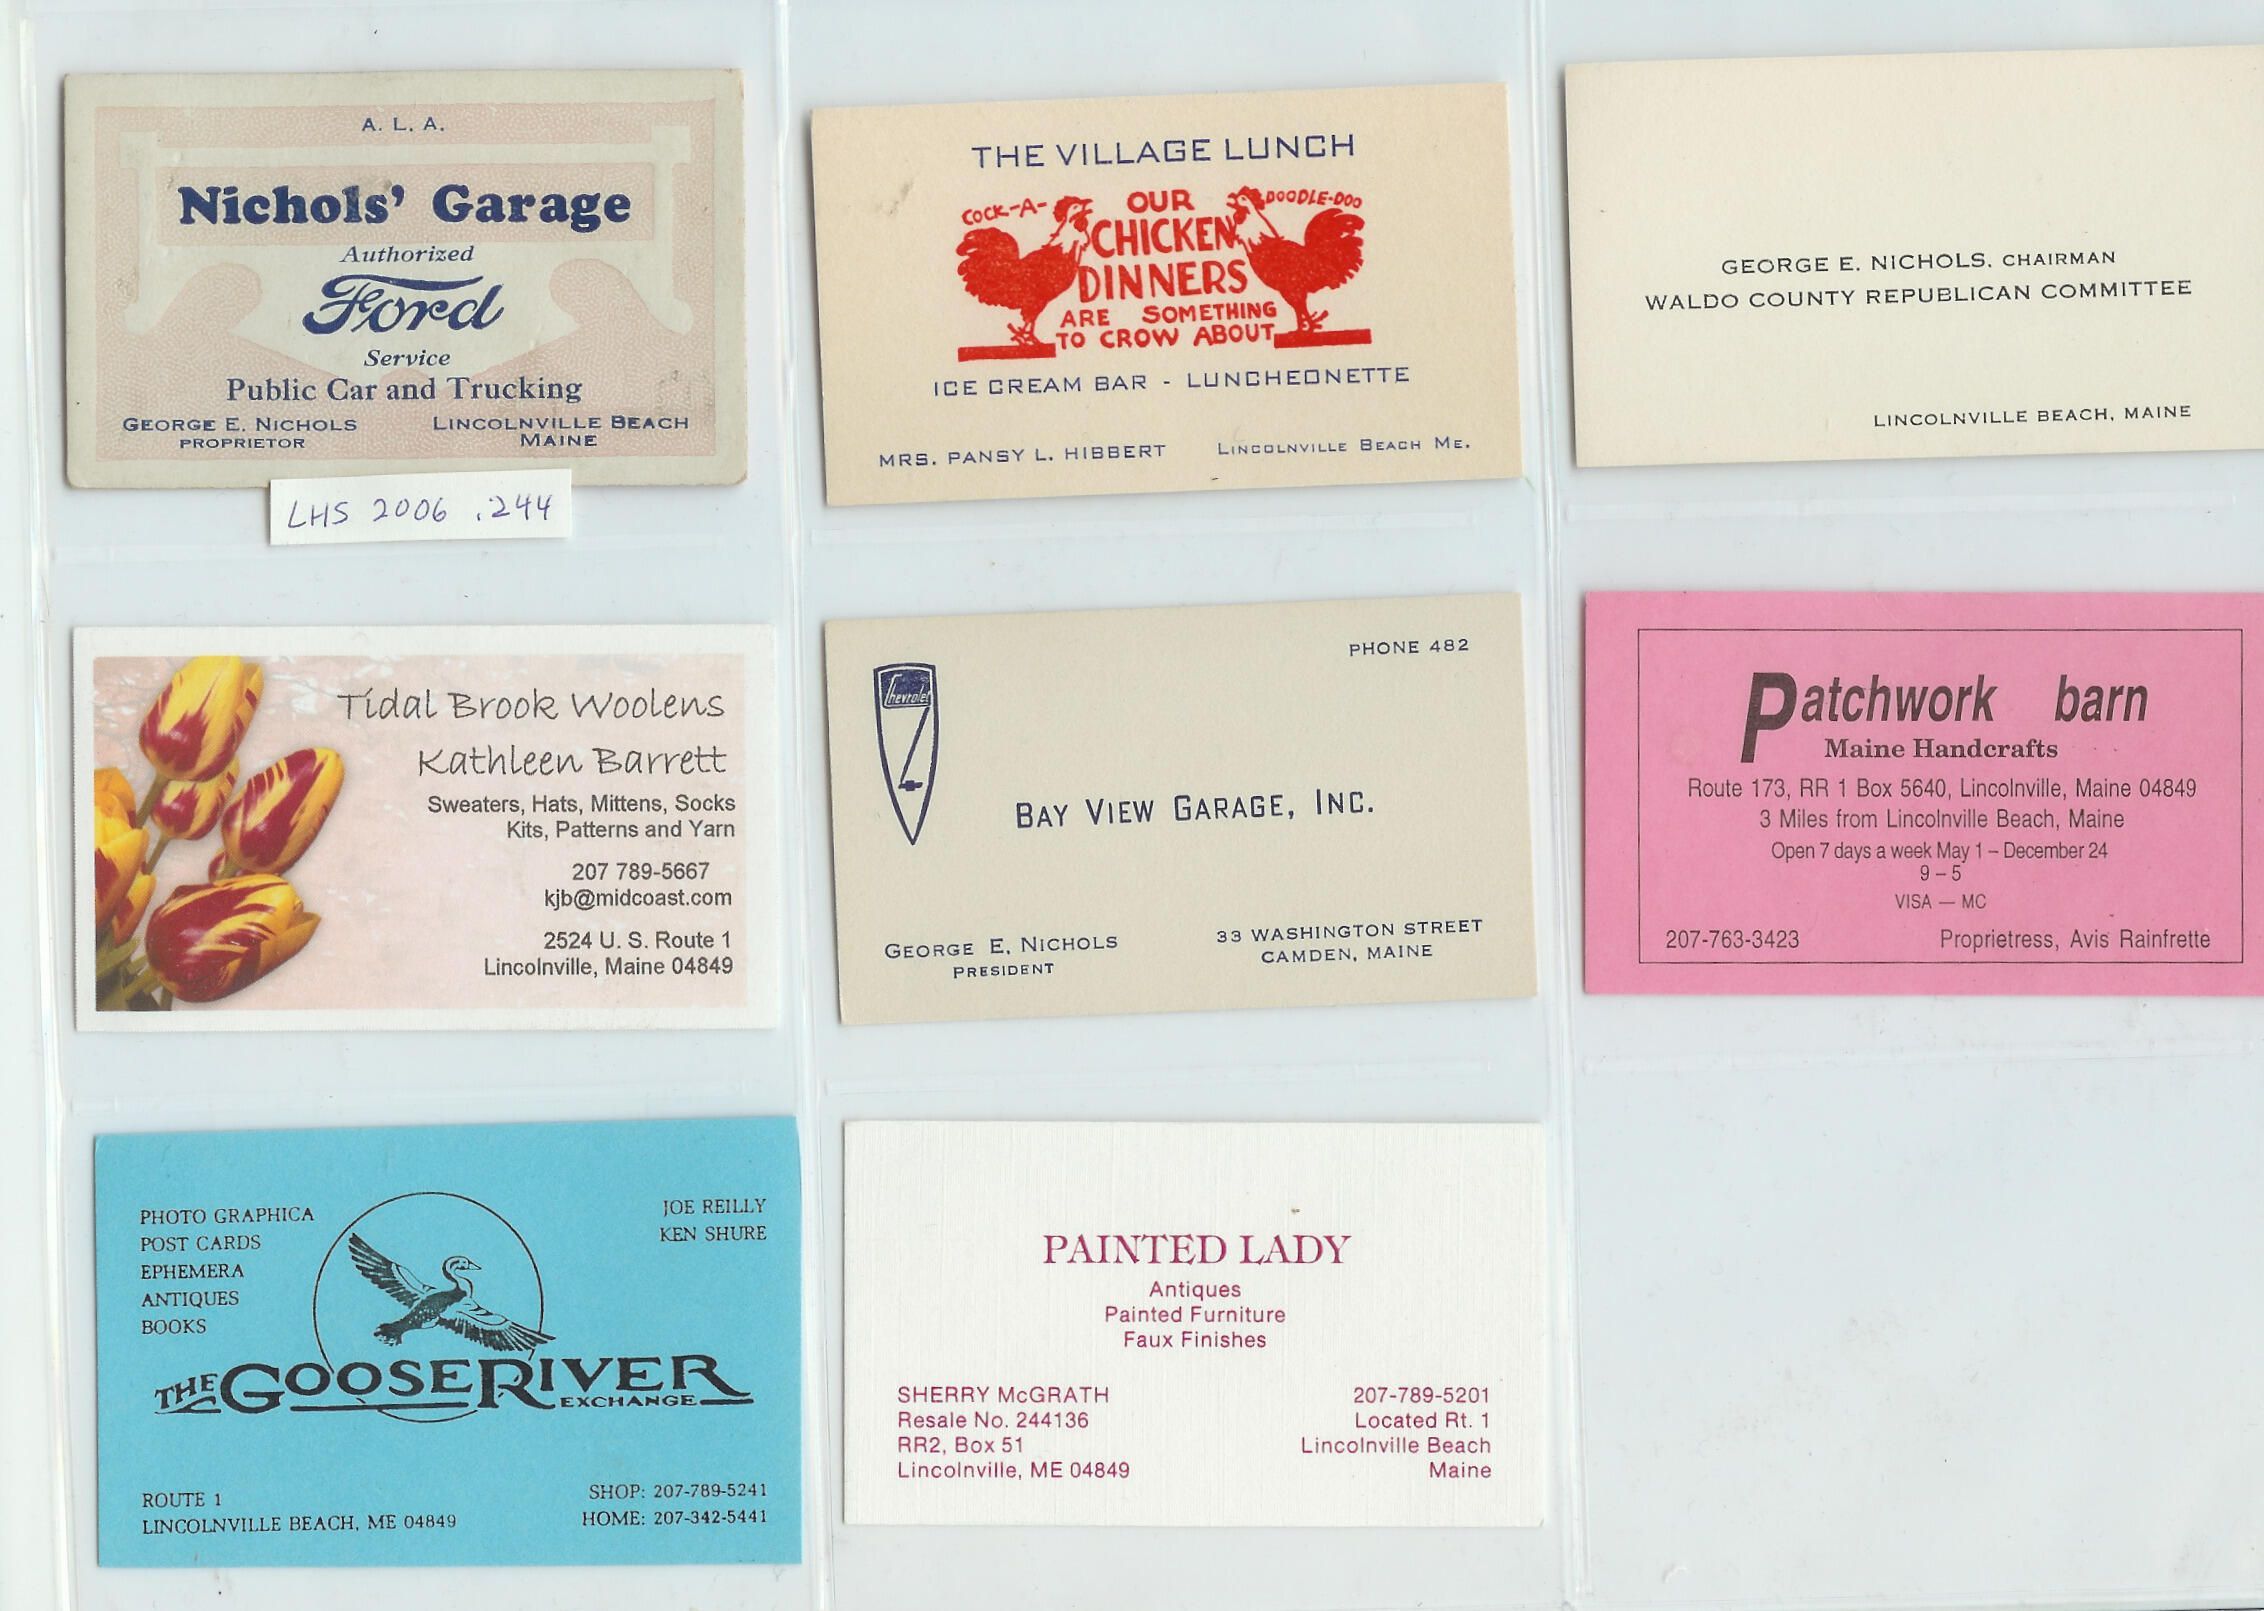 A. L. A.
Nichols' Garage
Authorized
Ford
Service
Public Car and Trucking
GEORGE E. NICHOLS LINCOLNVILLE BEACH
PROPRIETOR MAINE
LHS 2006 .244
THE VILLAGE LUNCH
COCK-A- OUR DOODLE-DOO
CHICKEN
DINNERS
ARE SOMETHING
TO CROW ABOUT
ICE CREAM BAR - LUNCHEONETTE
MRS. PANSY L. HIBBERT LINCOLNVILLE BEACH ME.
GEORGE E. NICHOLS, CHAIRMAN
WALDO COUNTY REPUBLICAN COMMITTEE
LINCOLNVILLE BEACH, MAINE
Tidal Brook Woolens
Kathleen Barrett
Sweaters, Hats, Mittens, Socks
Kits, Patterns and Yarn
207 789-5667
kjb@midcoast.com
2524 U. S. Route 1
Lincolnville, Maine 04849
PHONE 482
Chevrolet
BAY VIEW GARAGE, INC.
GEORGE E. NICHOLS
PRESIDENT
33 WASHINGTON STREET
CAMDEN, MAINE
Patchwork barn
Maine Handcrafts
Route 173, RR 1 Box 5640, Lincolnville, Maine 04849
3 Miles from Lincolnville Beach, Maine
Open 7 days a week May 1 – December 24
9 – 5
VISA — MC
207-763-3423 Proprietress, Avis Rainfrette
PHOTO GRAPHICA
POST CARDS
EPHEMERA
ANTIQUES
BOOKS
JOE REILLY
KEN SHURE
THE GOOSE RIVER
EXCHANGE
ROUTE 1
LINCOLNVILLE BEACH, ME 04849
SHOP: 207-789-5241
HOME: 207-342-5441
PAINTED LADY
Antiques
Painted Furniture
Faux Finishes
SHERRY McGRATH
Resale No. 244136
RR2, Box 51
Lincolnville, ME 04849
207-789-5201
Located Rt. 1
Lincolnville Beach
Maine